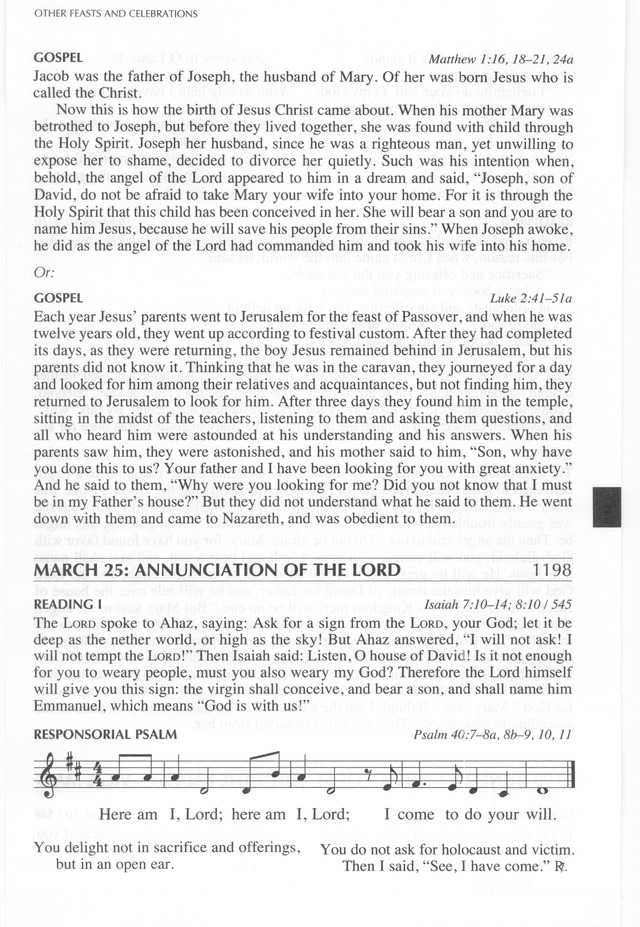 OTHER FEASTS AND CELEBRATIONS
GOSPEL Matthew 1:16, 18–21, 24a
Jacob was the father of Joseph, the husband of Mary. Of her was born Jesus who is
called the Christ.
Now this is how the birth of Jesus Christ came about. When his mother Mary was
betrothed to Joseph, but before they lived together, she was found with child through
the Holy Spirit. Joseph her husband, since he was a righteous man, yet unwilling to
expose her to shame, decided to divorce her quietly. Such was his intention when,
behold, the angel of the Lord appeared to him in a dream and said, “Joseph, son of
David, do not be afraid to take Mary your wife into your home. For it is through the
Holy Spirit that this child has been conceived in her. She will bear a son and you are to
name him Jesus, because he will save his people from their sins.” When Joseph awoke,
he did as the angel of the Lord had commanded him and took his wife into his home.
Or:
GOSPEL Luke 2:41–51a
Each year Jesus’ parents went to Jerusalem for the feast of Passover, and when he was
twelve years old, they went up according to festival custom. After they had completed
its days, as they were returning, the boy Jesus remained behind in Jerusalem, but his
parents did not know it. Thinking that he was in the caravan, they journeyed for a day
and looked for him among their relatives and acquaintances, but not finding him, they
returned to Jerusalem to look for him. After three days they found him in the temple,
sitting in the midst of the teachers, listening to them and asking them questions, and
all who heard him were astounded at his understanding and his answers. When his
parents saw him, they were astonished, and his mother said to him, “Son, why have
you done this to us? Your father and I have been looking for you with great anxiety.”
And he said to them, “Why were you looking for me? Did you not know that I must
be in my Father’s house?” But they did not understand what he said to them. He went
down with them and came to Nazareth, and was obedient to them.
MARCH 25: ANNUNCIATION OF THE LORD 1198
READING I Isaiah 7:10–14; 8:10 / 545
The LORD spoke to Ahaz, saying: Ask for a sign from the LORD, your God; let it be
deep as the nether world, or high as the sky! But Ahaz answered, “I will not ask! I
will not tempt the LORD!” Then Isaiah said: Listen, O house of David! Is it not enough
for you to weary people, must you also weary my God? Therefore the Lord himself
will give you this sign: the virgin shall conceive, and bear a son, and shall name him
Emmanuel, which means “God is with us!”
RESPONSORIAL PSALM Psalm 40:7–8a, 8b–9, 10, 11
4
4
Here am I, Lord; here am I, Lord; I come to do your will.
You delight not in sacrifice and offerings,
but in an open ear.
You do not ask for holocaust and victim.
Then I said, “See, I have come.” ℟.